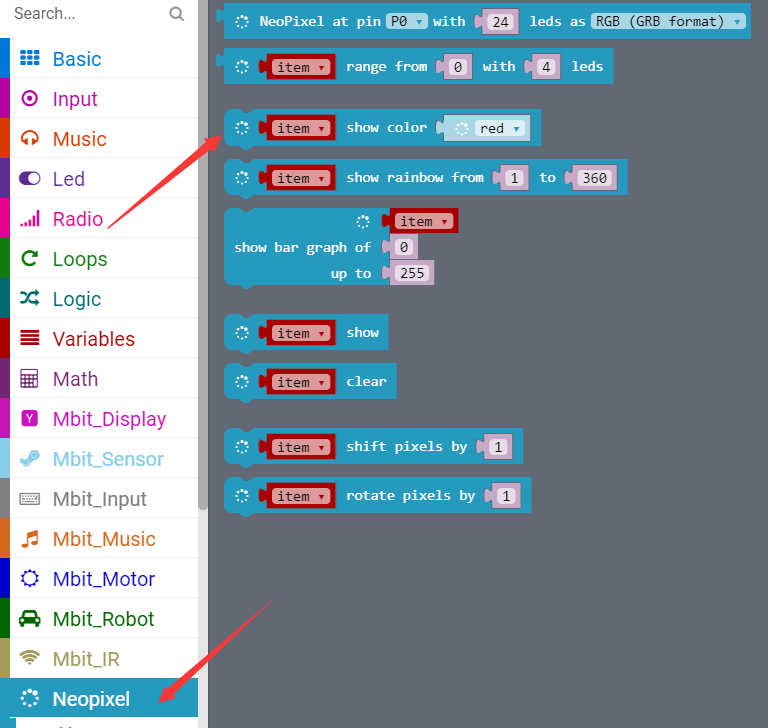 Search...
Basic
Input
Music
Led
Radio
Loops
Logic
Variables
Math
Mbit_Display
Mbit_Sensor
Mbit_Input
Mbit_Music
Mbit_Motor
Mbit_Robot
Mbit_IR
Neopixel
NeoPixel at pin P0 with 24 leds as RGB (GRB format)
item range from 0 with 4 leds
item show color red
item show rainbow from 1 to 360
item
show bar graph of 0
up to 255
item show
item clear
item shift pixels by 1
item rotate pixels by 1